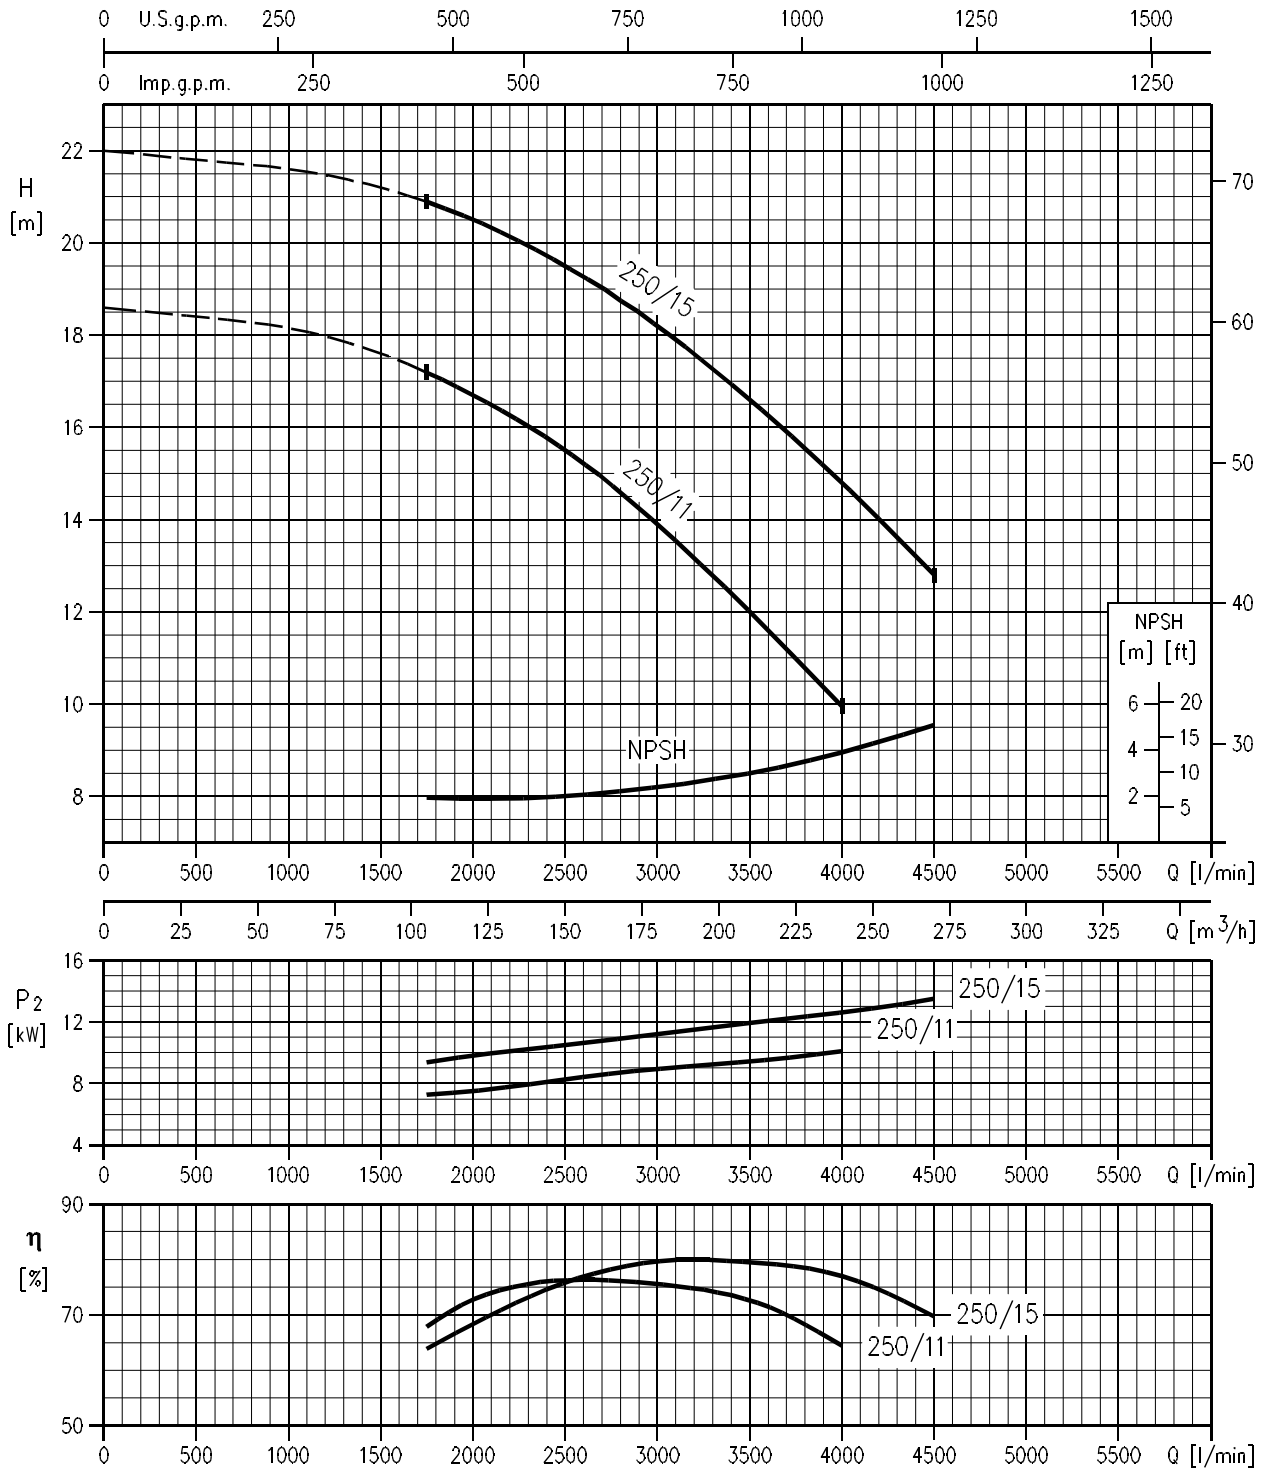 0 U.S.g.p.m. 250 500 750 1000 1250 1500
0 Imp.g.p.m. 250 500 750 1000 1250
H
[m]
22
20
18
16
14
12
10
8
70
60
50
40
30
250/15
250/11
NPSH
NPSH
[m] [ft]
6 20
15
4
10
2
5
0 500 1000 1500 2000 2500 3000 3500 4000 4500 5000 5500 Q [l/min]
0 25 50 75 100 125 150 175 200 225 250 275 300 325 Q [m³/h]
P2
[kW]
16
12
8
4
250/15
250/11
0 500 1000 1500 2000 2500 3000 3500 4000 4500 5000 5500 Q [l/min]
η
[%]
90
70
50
250/15
250/11
0 500 1000 1500 2000 2500 3000 3500 4000 4500 5000 5500 Q [l/min]